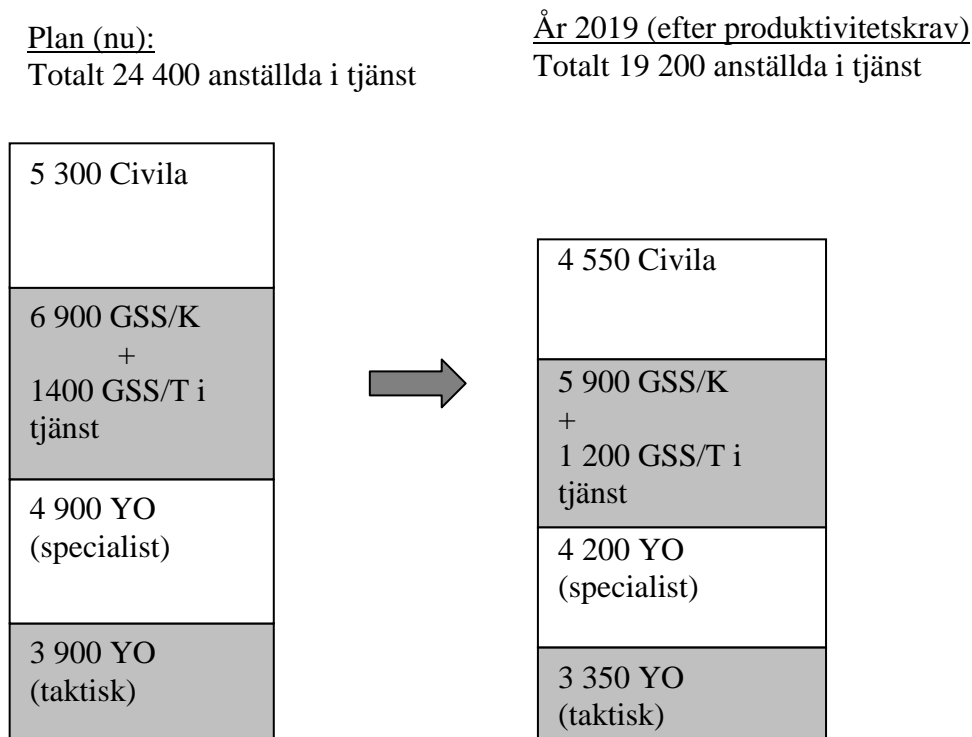 Plan (nu):
Totalt 24 400 anställda i tjänst
År 2019 (efter produktivitetskrav)
Totalt 19 200 anställda i tjänst
5 300 Civila
6 900 GSS/K
+
1400 GSS/T i
tjänst
4 900 YO
(specialist)
3 900 YO
(taktisk)
4 550 Civila
5 900 GSS/K
+
1 200 GSS/T i
tjänst
4 200 YO
(specialist)
3 350 YO
(taktisk)